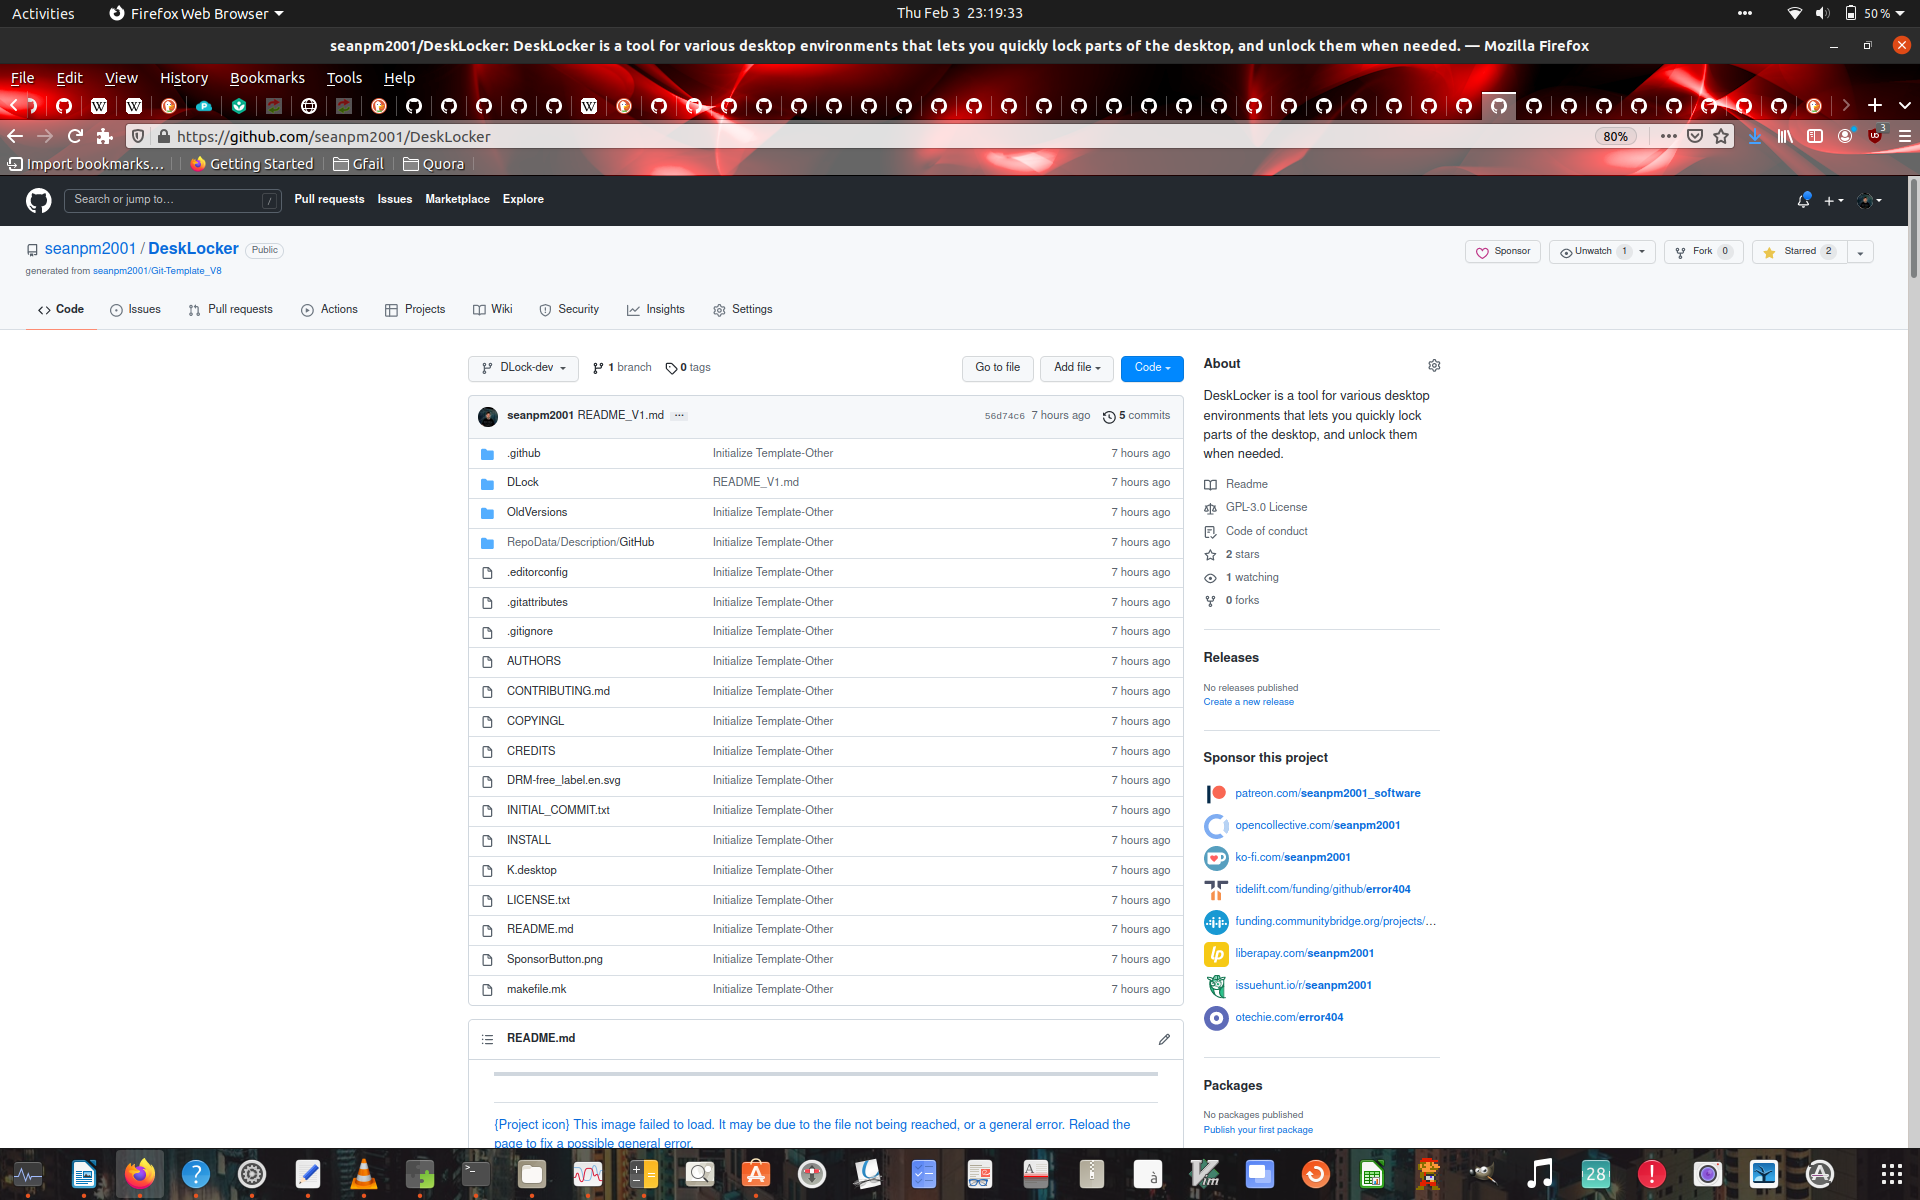 Activities
Firefox Web Browser
Thu Feb 3 23:19:33
50 %
seanpm2001/DeskLocker: DeskLocker is a tool for various desktop environments that lets you quickly lock parts of the desktop, and unlock them when needed. — Mozilla Firefox
File Edit View History Bookmarks Tools Help
https://github.com/seanpm2001/DeskLocker
80%
3
Import bookmarks… Getting Started Gfail Quora
Search or jump to…
/
Pull requests Issues Marketplace Explore
seanpm2001 / DeskLocker Public
generated from seanpm2001/Git-Template_V8
Sponsor
Unwatch 1
Fork 0
Starred 2
Code Issues Pull requests Actions Projects Wiki Security Insights Settings
DLock-dev
1 branch
0 tags
Go to file
Add file
Code
seanpm2001 README_V1.md
56d74c6 7 hours ago 5 commits
.github Initialize Template-Other 7 hours ago
DLock README_V1.md 7 hours ago
OldVersions Initialize Template-Other 7 hours ago
RepoData/Description/GitHub Initialize Template-Other 7 hours ago
.editorconfig Initialize Template-Other 7 hours ago
.gitattributes Initialize Template-Other 7 hours ago
.gitignore Initialize Template-Other 7 hours ago
AUTHORS Initialize Template-Other 7 hours ago
CONTRIBUTING.md Initialize Template-Other 7 hours ago
COPYINGL Initialize Template-Other 7 hours ago
CREDITS Initialize Template-Other 7 hours ago
DRM-free_label.en.svg Initialize Template-Other 7 hours ago
INITIAL_COMMIT.txt Initialize Template-Other 7 hours ago
INSTALL Initialize Template-Other 7 hours ago
K.desktop Initialize Template-Other 7 hours ago
LICENSE.txt Initialize Template-Other 7 hours ago
README.md Initialize Template-Other 7 hours ago
SponsorButton.png Initialize Template-Other 7 hours ago
makefile.mk Initialize Template-Other 7 hours ago
README.md
{Project icon} This image failed to load. It may be due to the file not being reached, or a general error. Reload the
page to fix a possible general error.
About
DeskLocker is a tool for various desktop
environments that lets you quickly lock
parts of the desktop, and unlock them
when needed.
Readme
GPL-3.0 License
Code of conduct
2 stars
1 watching
0 forks
Releases
No releases published
Create a new release
Sponsor this project
patreon.com/seanpm2001_software
opencollective.com/seanpm2001
ko-fi.com/seanpm2001
tidelift.com/funding/github/error404
funding.communitybridge.org/projects/…
liberapay.com/seanpm2001
issuehunt.io/r/seanpm2001
otechie.com/error404
Packages
No packages published
Publish your first package
28